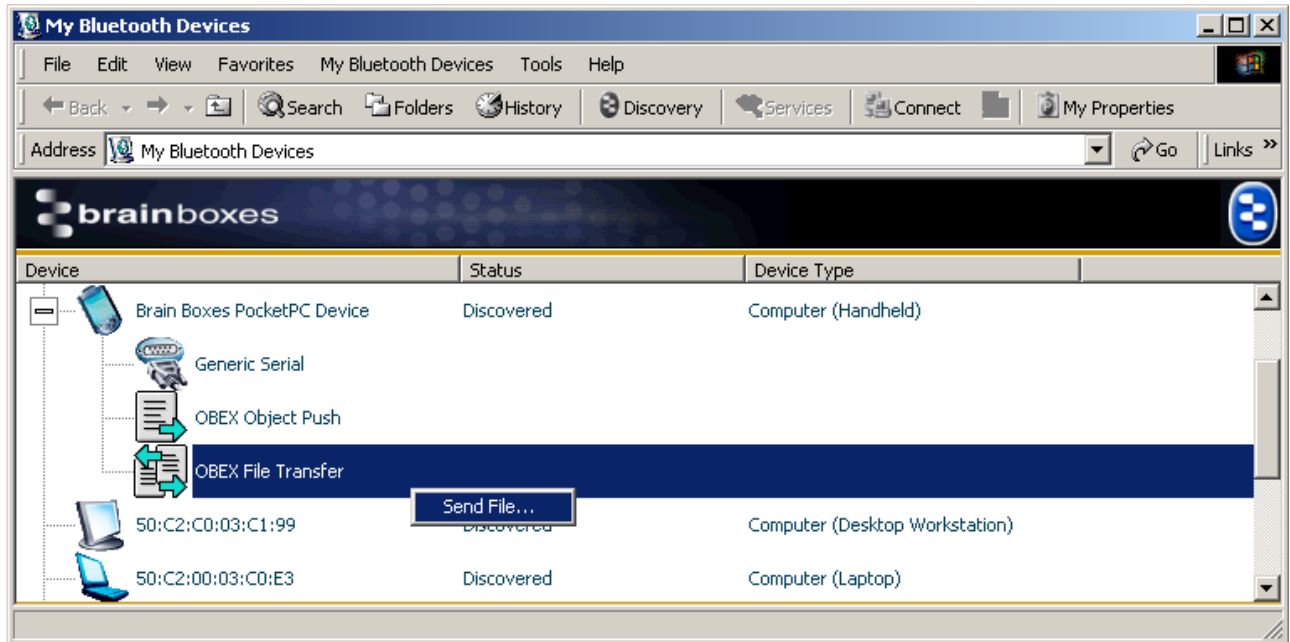 My Bluetooth Devices
File Edit View Favorites My Bluetooth Devices Tools Help
Back Search Folders History Discovery Services Connect My Properties
Address My Bluetooth Devices Go Links »
brainboxes
Device Status Device Type
Brain Boxes PocketPC Device Discovered Computer (Handheld)
Generic Serial
OBEX Object Push
OBEX File Transfer
Send File...
50:C2:C0:03:C1:99 Discovered Computer (Desktop Workstation)
50:C2:00:03:C0:E3 Discovered Computer (Laptop)